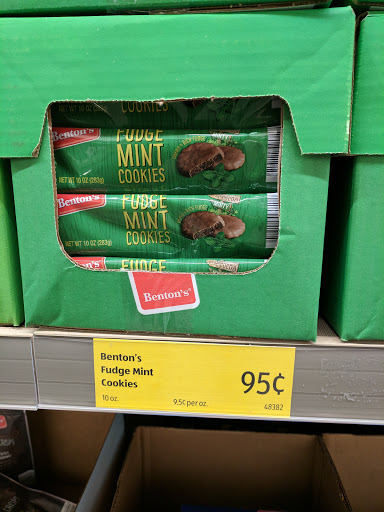 COOKIES
Benton's
FUDGE
MINT
COOKIES
NET WT 10 OZ (283g)
Benton's
FUDGE
MINT
COOKIES
NET WT 10 OZ (283g)
Benton's
FUDGE
Benton's
Benton's
Fudge Mint
Cookies
95¢
10 oz.
9.5¢ per oz.
48382